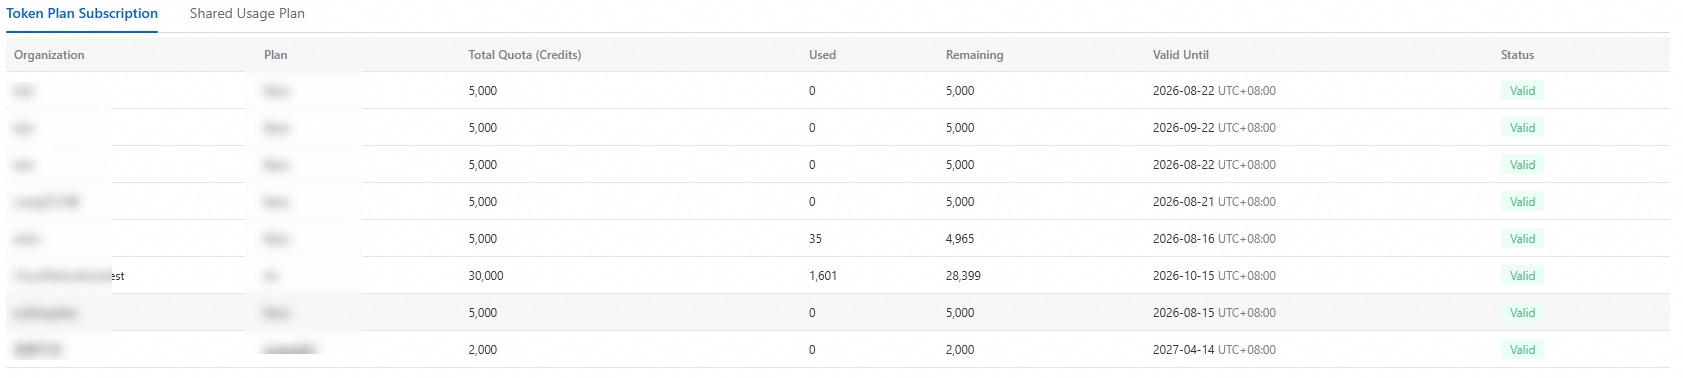 Token Plan Subscription Shared Usage Plan
Organization Plan Total Quota (Credits) Used Remaining Valid Until Status
5,000 0 5,000 2026-08-22 UTC+08:00 Valid
5,000 0 5,000 2026-09-22 UTC+08:00 Valid
5,000 0 5,000 2026-08-22 UTC+08:00 Valid
5,000 0 5,000 2026-08-21 UTC+08:00 Valid
5,000 35 4,965 2026-08-16 UTC+08:00 Valid
est 30,000 1,601 28,399 2026-10-15 UTC+08:00 Valid
5,000 0 5,000 2026-08-15 UTC+08:00 Valid
2,000 0 2,000 2027-04-14 UTC+08:00 Valid